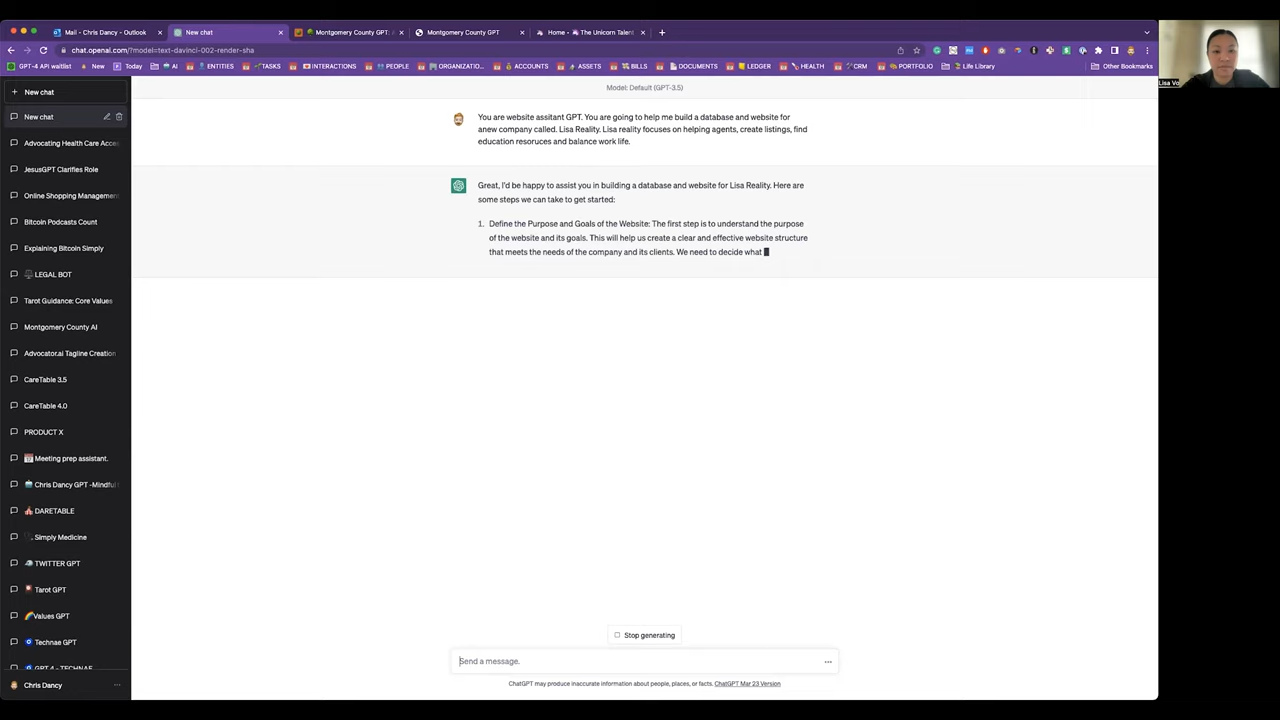 Mail - Chris Dancy - Outlook
New chat
Montgomery County GPT: A
Montgomery County GPT
Home - 🦄 The Unicorn Talent
chat.openai.com/?model=text-davinci-002-render-sha
GPT-4 API waitlist
New
Today
AI
ENTITIES
TASKS
INTERACTIONS
PEOPLE
ORGANIZATIO...
ACCOUNTS
ASSETS
BILLS
DOCUMENTS
LEDGER
HEALTH
CRM
PORTFOLIO
Life Library
Other Bookmarks
Lisa Vo
New chat
New chat
Advocating Health Care Acces
JesusGPT Clarifies Role
Online Shopping Management
Bitcoin Podcasts Count
Explaining Bitcoin Simply
LEGAL BOT
Tarot Guidance: Core Values
Montgomery County AI
Advocator.ai Tagline Creation
CareTable 3.5
CareTable 4.0
PRODUCT X
Meeting prep assistant.
Chris Dancy GPT -Mindful
DARETABLE
Simply Medicine
TWITTER GPT
Tarot GPT
Values GPT
Technae GPT
GPT 4 - TECHNAE
Chris Dancy
Model: Default (GPT-3.5)
You are website assitant GPT. You are going to help me build a database and website for
anew company called. Lisa Reality. Lisa reality focuses on helping agents, create listings, find
education resoruces and balance work life.
Great, I'd be happy to assist you in building a database and website for Lisa Reality. Here are
some steps we can take to get started:
1. Define the Purpose and Goals of the Website: The first step is to understand the purpose
of the website and its goals. This will help us create a clear and effective website structure
that meets the needs of the company and its clients. We need to decide what
Stop generating
Send a message.
ChatGPT may produce inaccurate information about people, places, or facts. ChatGPT Mar 23 Version